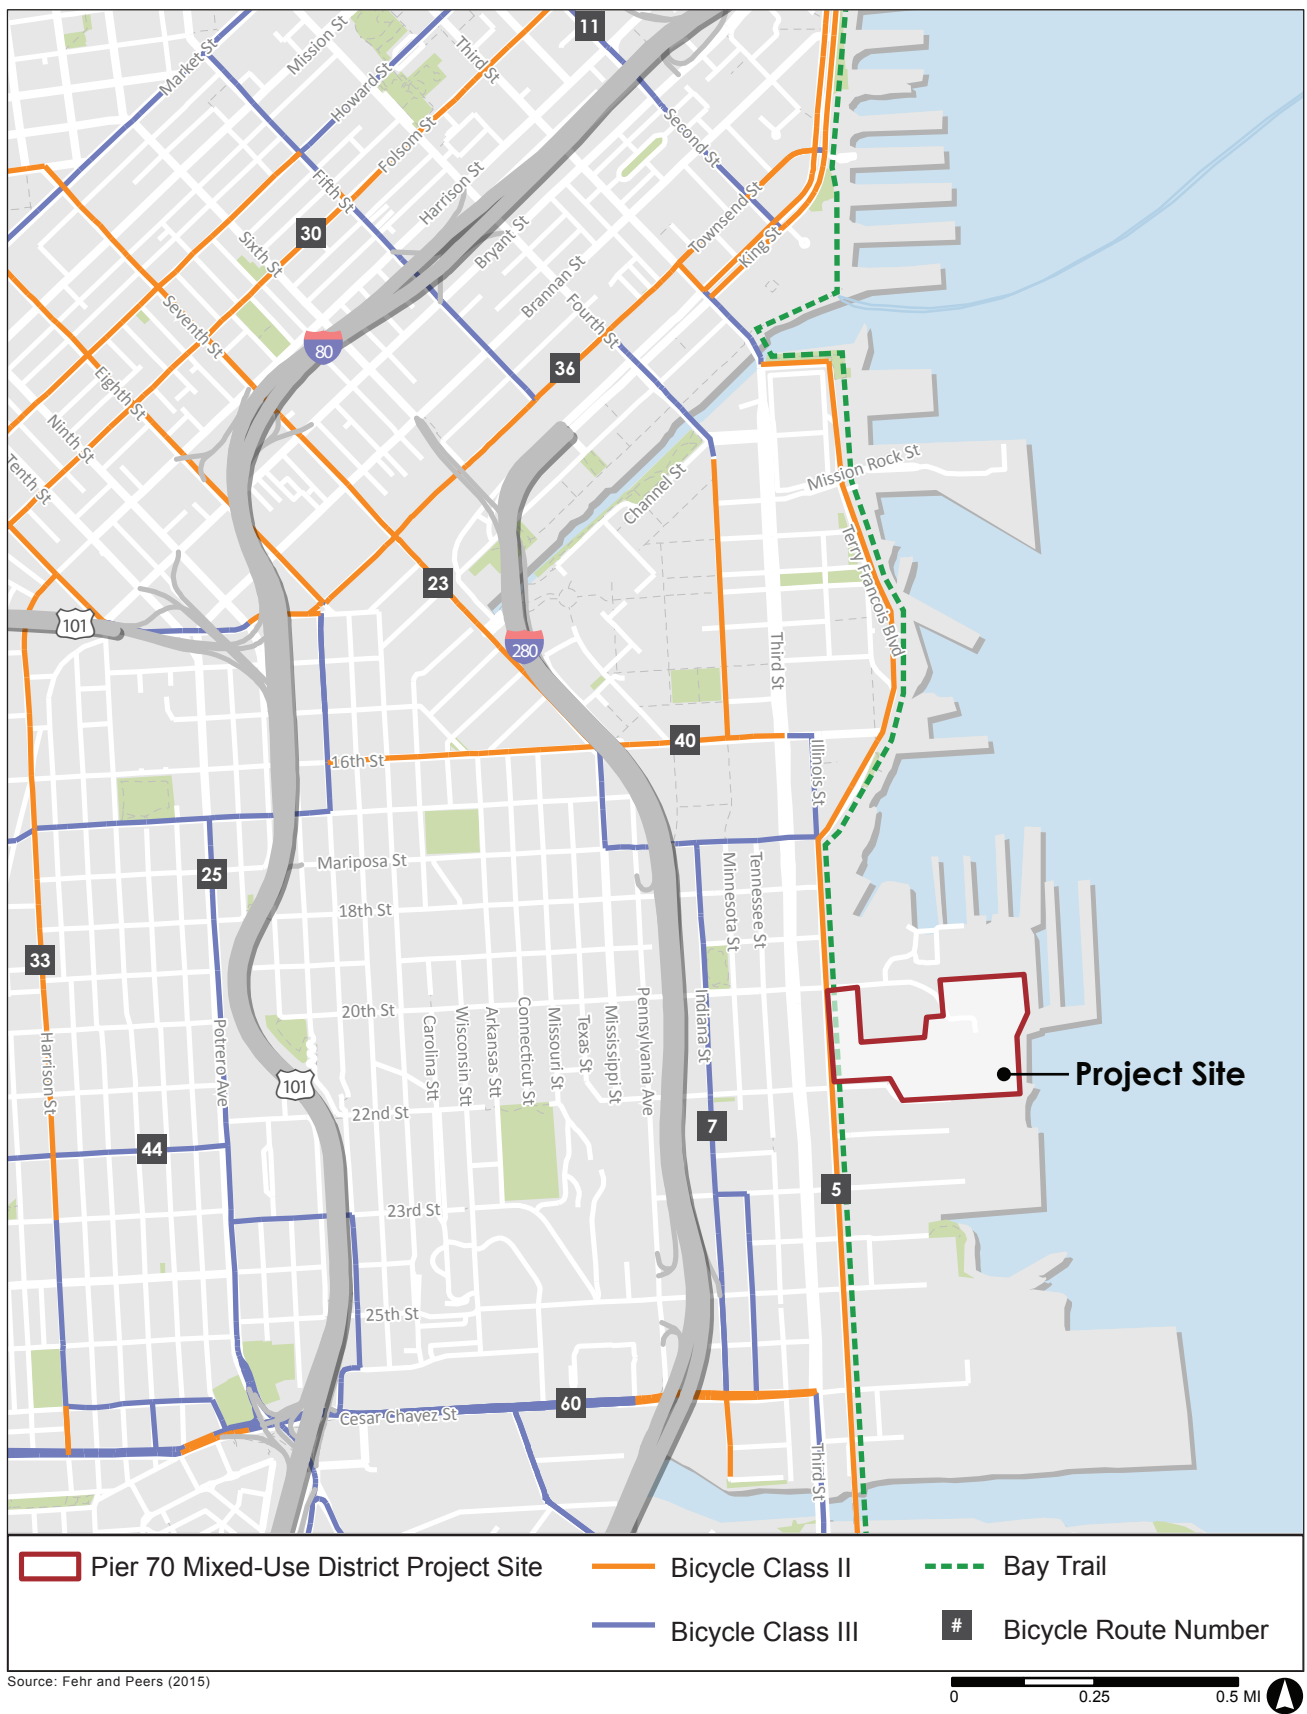 11
Market St
Mission St
Howard St
Third St
Folsom St
Second St
Fifth St
Harrison St
30
Sixth St
Bryant St
Townsend St
King St
Brannan St
Seventh St
Fourth St
80
36
Eighth St
Ninth St
Tenth St
Mission Rock St
Channel St
Terry Francois Blvd
23
101
280
Third St
40
16th St
Illinois St
Mariposa St
25
18th St
Minnesota St
Tennessee St
33
20th St
Carolina Stt
Wisconsin Stt
Arkansas Stt
Connecticut St
Missouri St
Texas St
Mississippi St
Pennsylvania Ave
Indiana St
Harrison St
Potrero Ave
101
Project Site
22nd St
7
44
5
23rd St
25th St
60
Cesar Chavez St
Third St
Pier 70 Mixed-Use District Project Site
Bicycle Class II
Bay Trail
Bicycle Class III
# Bicycle Route Number
Source: Fehr and Peers (2015)
0 0.25 0.5 MI